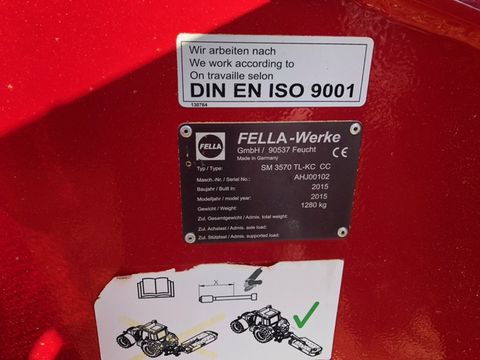 Wir arbeiten nach
We work according to
On travaille selon
DIN EN ISO 9001
130764
FELLA
FELLA-Werke
GmbH / 90537 Feucht
Made in Germany
CE
Typ / Type: SM 3570 TL-KC CC
Masch.-Nr. / Serial No.: AHJ00102
Baujahr / Built in: 2015
Modelljahr / model year: 2015
Gewicht / Weight: 1280 kg
Zul. Gesamtgewicht / Admis. total weight:
Zul. Achslast / Admis. axle load:
Zul. Stützlast / Admis. supported load:
X